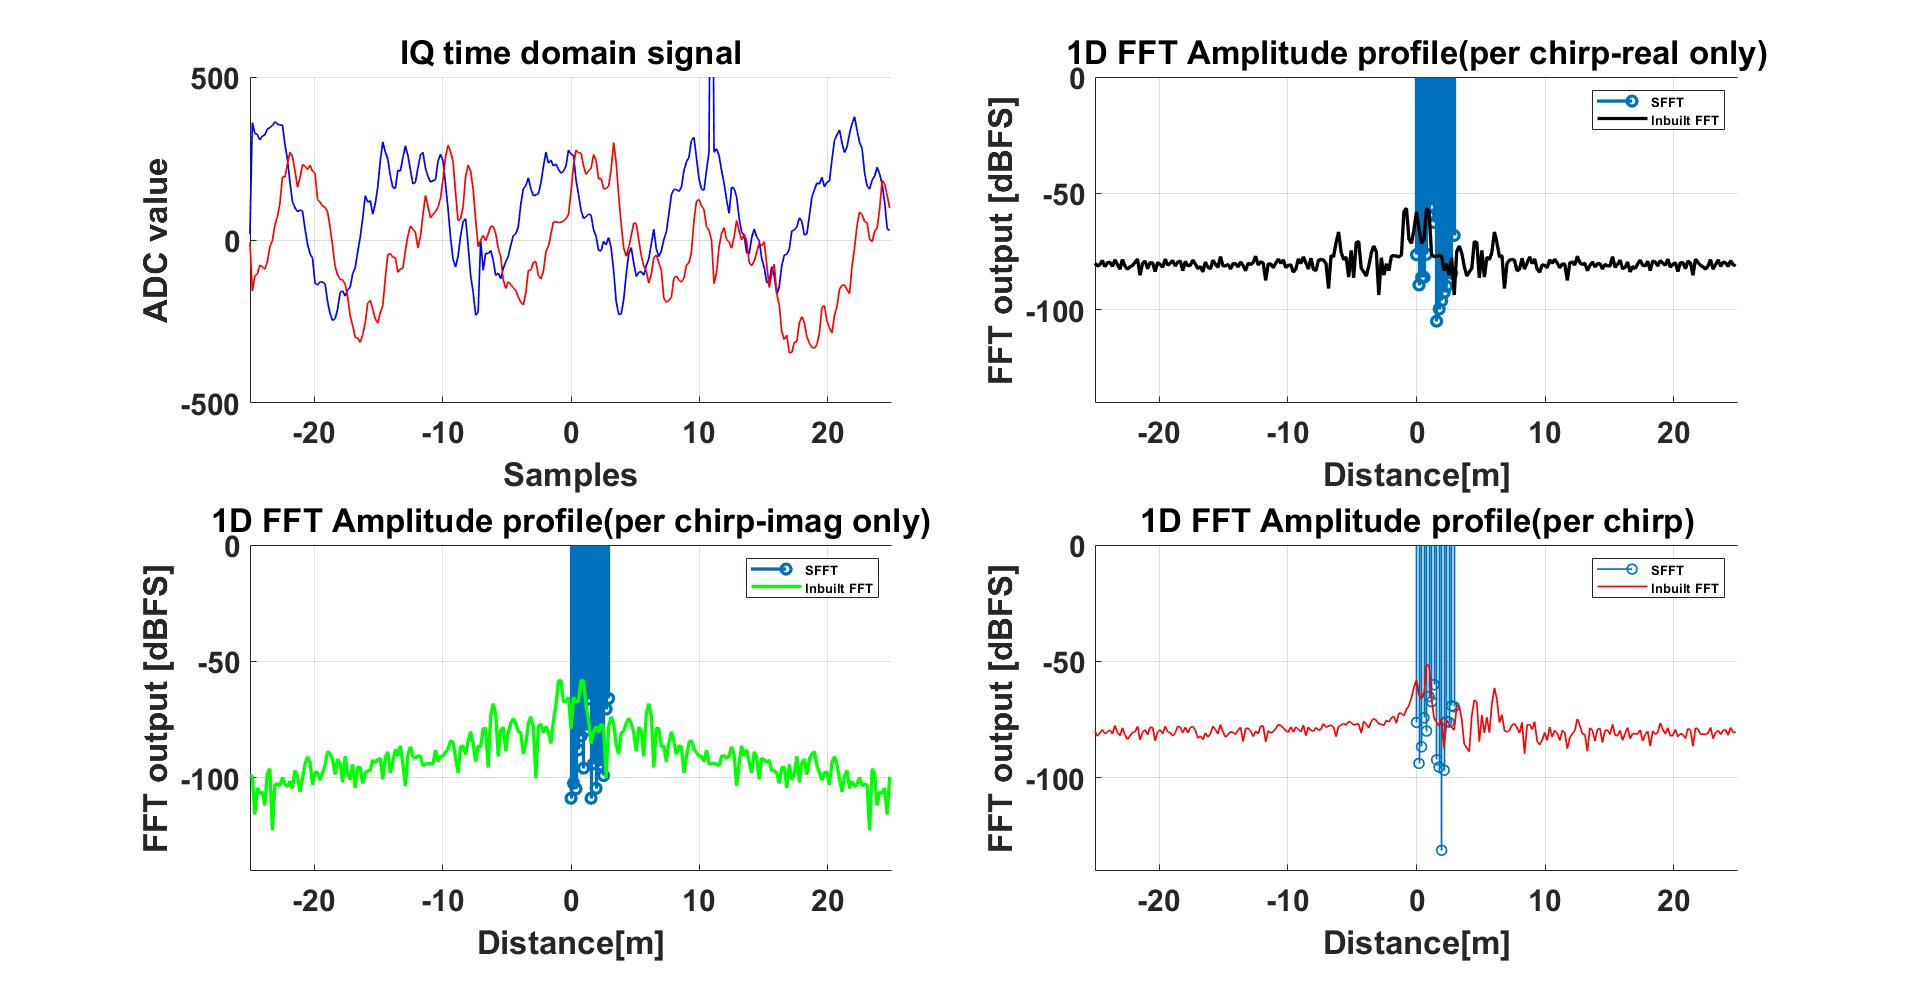 IQ time domain signal
500
0
-500
ADC value
-20 -10 0 10 20
Samples
1D FFT Amplitude profile(per chirp-real only)
0
-50
-100
FFT output [dBFS]
SFFT
Inbuilt FFT
-20 -10 0 10 20
Distance[m]
1D FFT Amplitude profile(per chirp-imag only)
0
-50
-100
FFT output [dBFS]
SFFT
Inbuilt FFT
-20 -10 0 10 20
Distance[m]
1D FFT Amplitude profile(per chirp)
0
-50
-100
FFT output [dBFS]
SFFT
Inbuilt FFT
-20 -10 0 10 20
Distance[m]